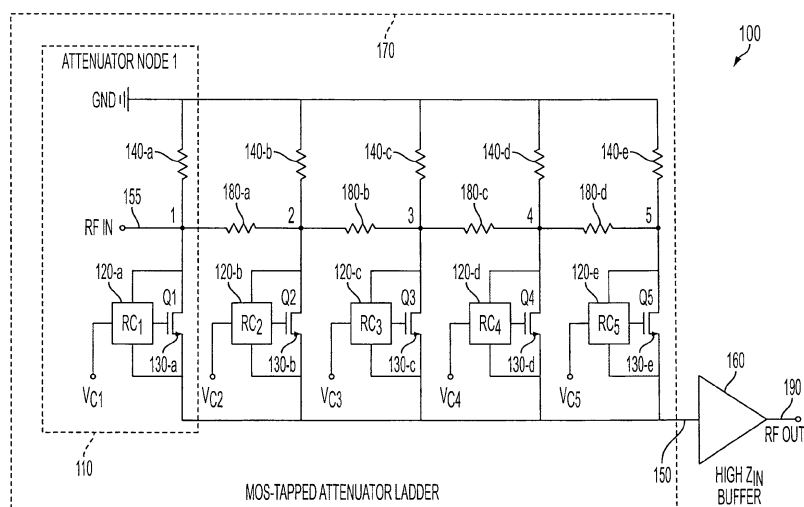 170
100
ATTENUATOR NODE 1
GND
140-a 140-b 140-c 140-d 140-e
155 180-a 180-b 180-c 180-d
RF IN 1 2 3 4 5
120-a 120-b 120-c 120-d 120-e
Q1 Q2 Q3 Q4 Q5
RC1 RC2 RC3 RC4 RC5
130-a 130-b 130-c 130-d 130-e
160
190
VC1 VC2 VC3 VC4 VC5
RF OUT
110
150
MOS-TAPPED ATTENUATOR LADDER
HIGH ZIN
BUFFER